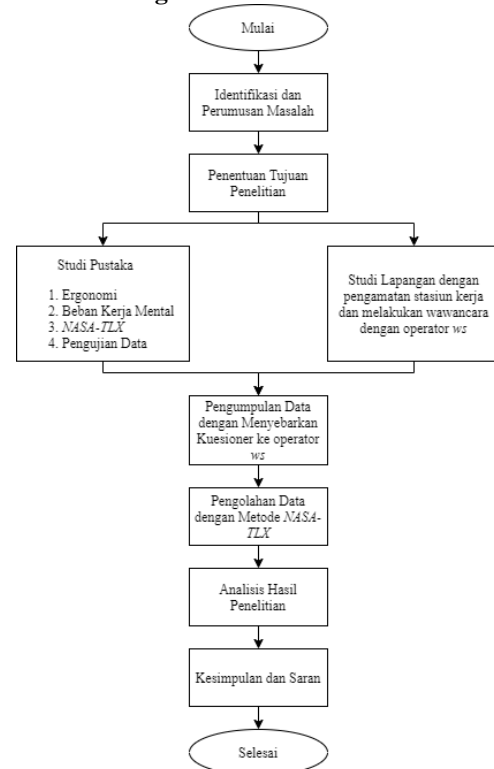 Mulai
Identifikasi dan
Perumusan Masalah
Penentuan Tujuan
Penelitian
Studi Pustaka
1. Ergonomi
2. Beban Kerja Mental
3. NASA-TLX
4. Pengujian Data
Studi Lapangan dengan
pengamatan stasiun kerja
dan melakukan wawancara
dengan operator ws
Pengumpulan Data
dengan Menyebarkan
Kuesioner ke operator
ws
Pengolahan Data
dengan Metode NASA-
TLX
Analisis Hasil
Penelitian
Kesimpulan dan Saran
Selesai